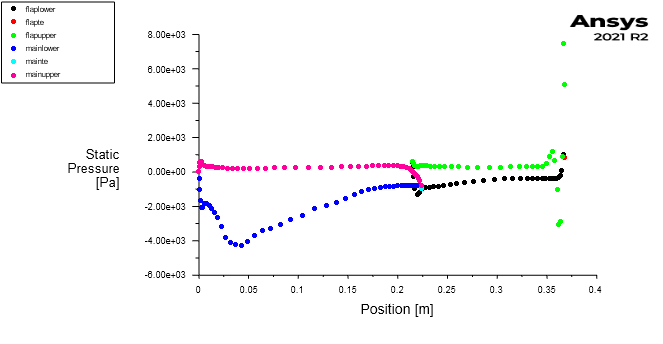 flaplower
flapte
flapupper
mainlower
mainte
mainupper
Ansys
2021 R2
8.00e+03
6.00e+03
4.00e+03
2.00e+03
0.00e+00
-2.00e+03
-4.00e+03
-6.00e+03
Static
Pressure
[Pa]
0 0.05 0.1 0.15 0.2 0.25 0.3 0.35 0.4
Position [m]